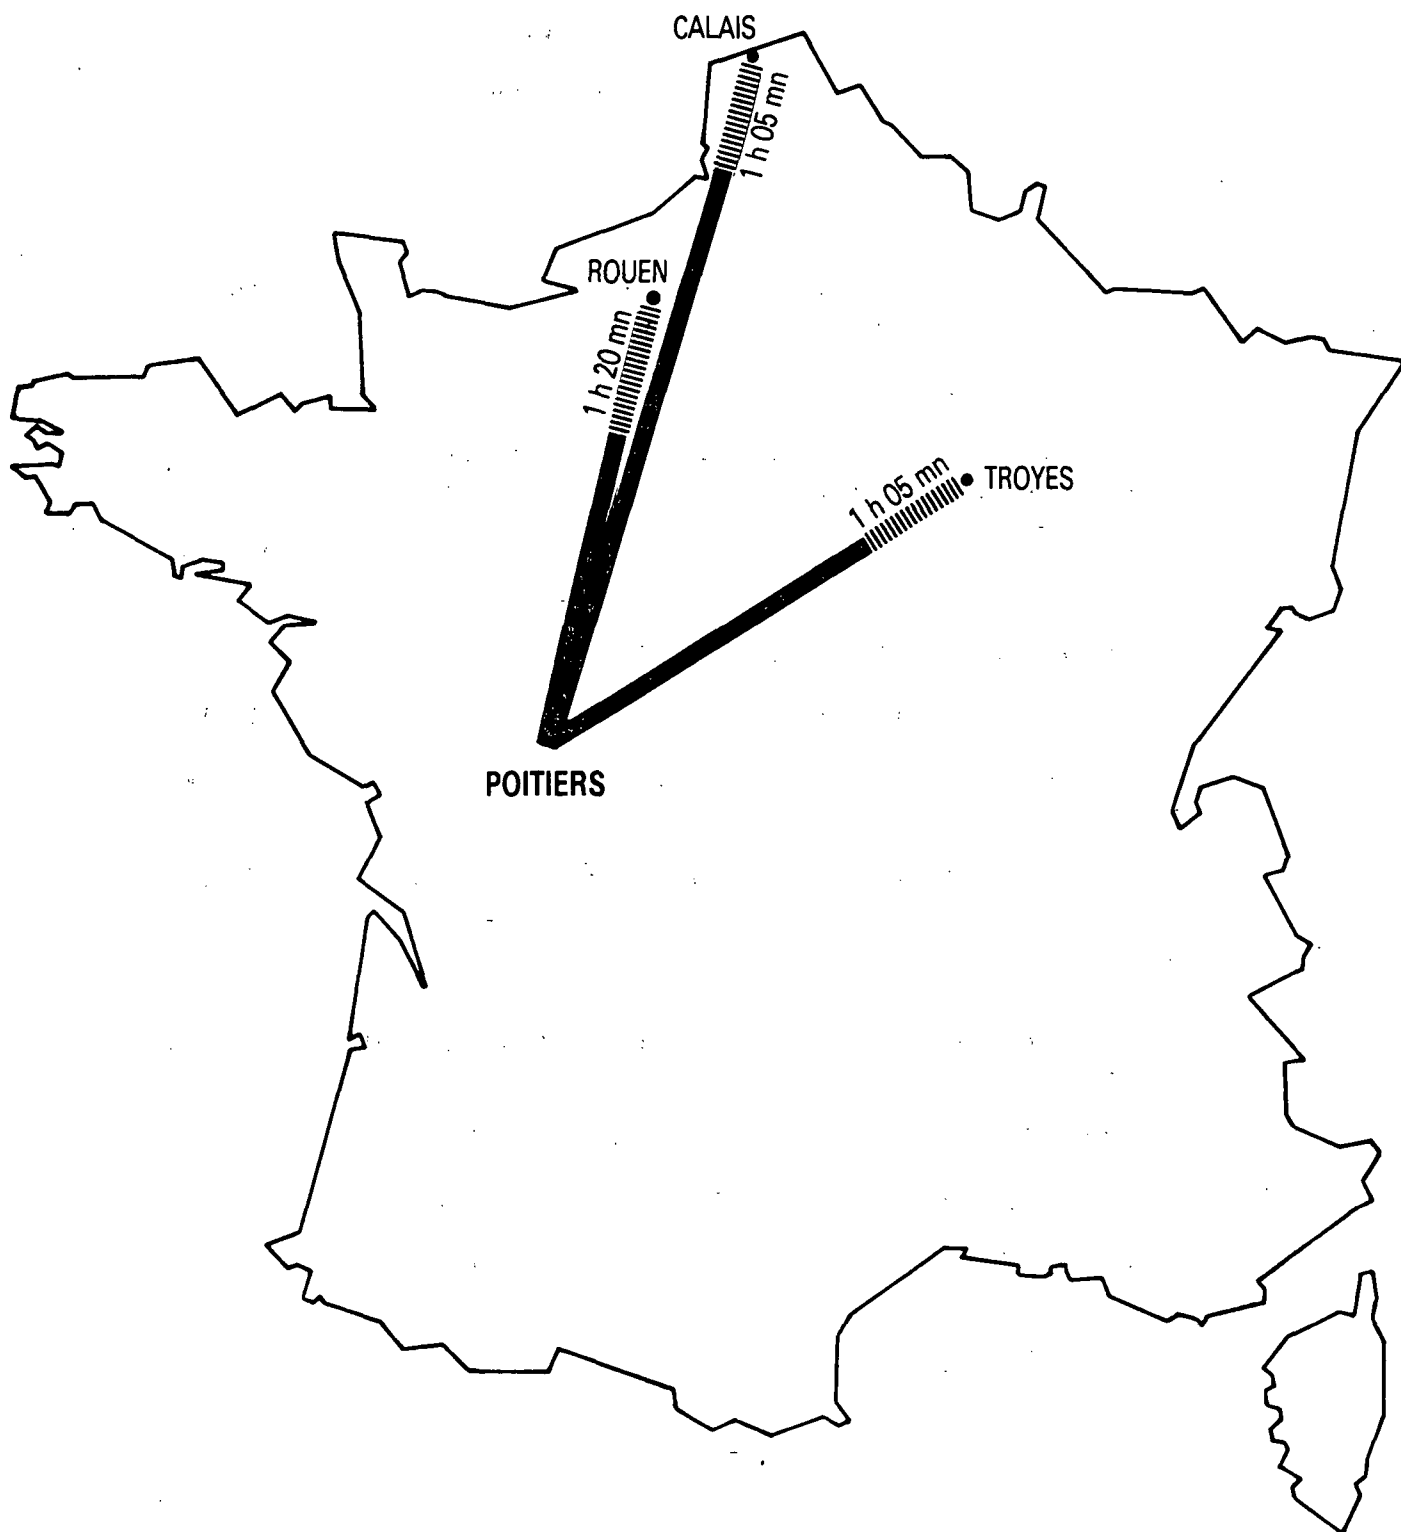 CALAIS
1 h 05 mn
ROUEN
1 h 20 mn
1 h 05 mn
TROYES
POITIERS